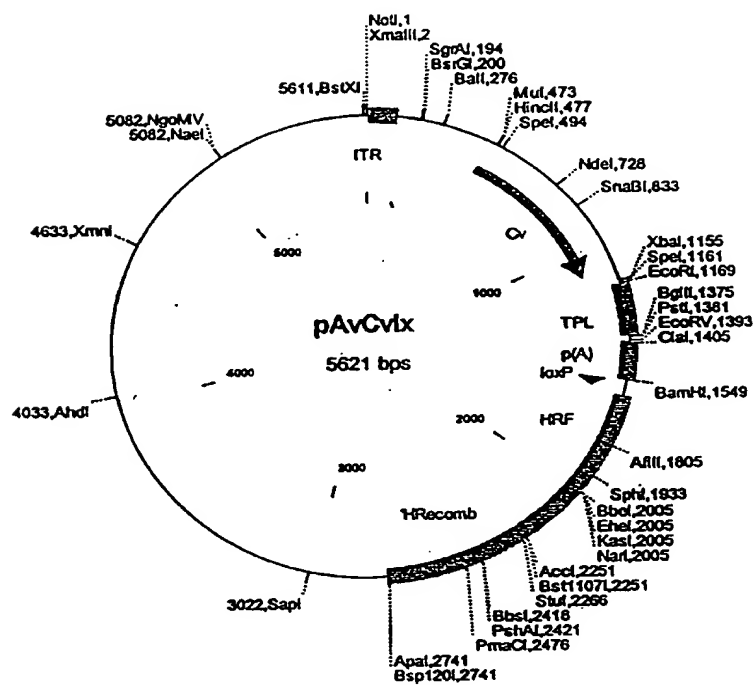 NotI,1
XmaIII,2
SgrAI,194
BsrGI,200
BalI,276
5611,BstXI
MluI,473
HincII,477
SpeI,494
5082,NgoMIV
5082,NaeI
NdeI,728
SnaBI,833
ITR
4633,XmnI
Cv
XbaI,1155
SpeI,1161
EcoRI,1169
5000
1000
BglII,1375
PstI,1381
EcoRV,1393
ClaI,1405
pAvCvlx
TPL
p(A)
5621 bps
loxP
4000
BamHI,1549
4033,AhdI
HRF
2000
AflII,1805
3000
SphI,1933
BboI,2005
EheI,2005
KasI,2005
NarI,2005
HRecomb
AccI,2251
Bst1107I,2251
StuI,2266
3022,SapI
BbsI,2418
PshAI,2421
PmaCI,2476
ApaI,2741
Bsp120I,2741